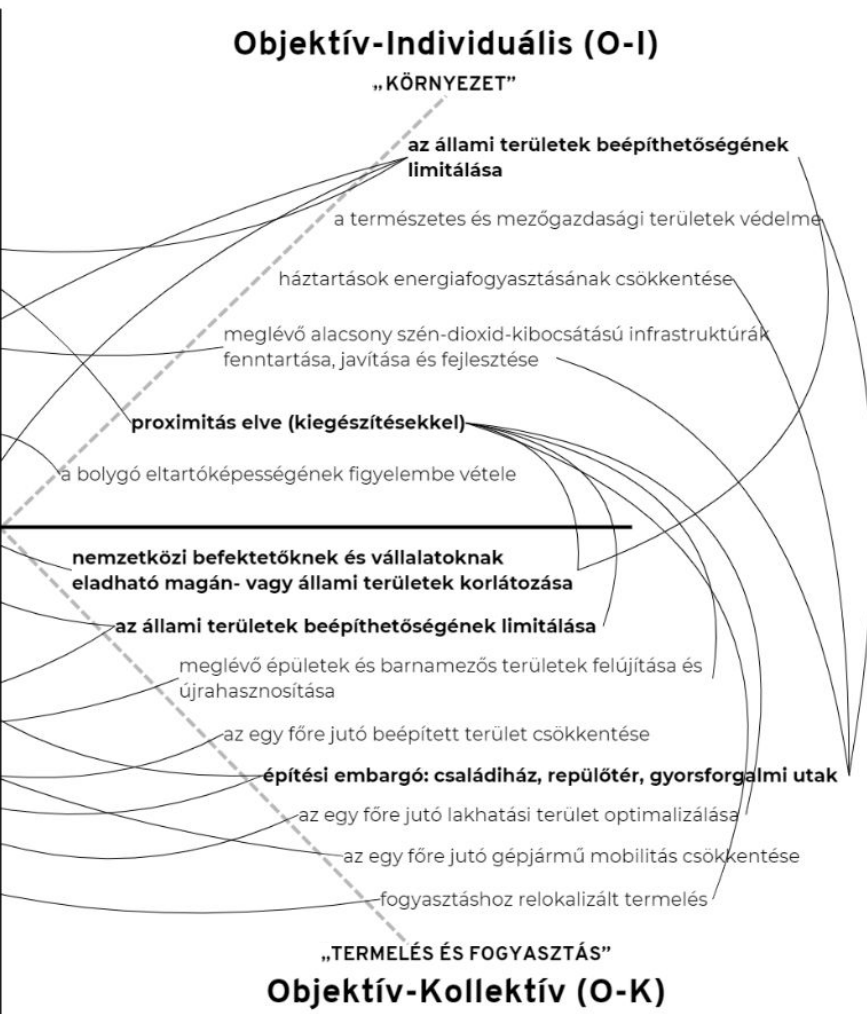 Objektív-Individuális (O-I)
„KÖRNYEZET”
az állami területek beépíthetőségének
limitálása
a természetes és mezőgazdasági területek védelme
háztartások energiafogyasztásának csökkentése
meglévő alacsony szén-dioxid-kibocsátású infrastruktúrák
fenntartása, javítása és fejlesztése
proximitás elve (kiegészítésekkel)
a bolygó eltartóképességének figyelembe vétele
nemzetközi befektetőknek és vállalatoknak
eladható magán- vagy állami területek korlátozása
az állami területek beépíthetőségének limitálása
meglévő épületek és barnamezős területek felújítása és
újrahasznosítása
az egy főre jutó beépített terület csökkentése
építési embargó: családiház, repülőtér, gyorsforgalmi utak
az egy főre jutó lakhatási terület optimalizálása
az egy főre jutó gépjármű mobilitás csökkentése
fogyasztáshoz relokalizált termelés
„TERMELÉS ÉS FOGYASZTÁS”
Objektív-Kollektív (O-K)